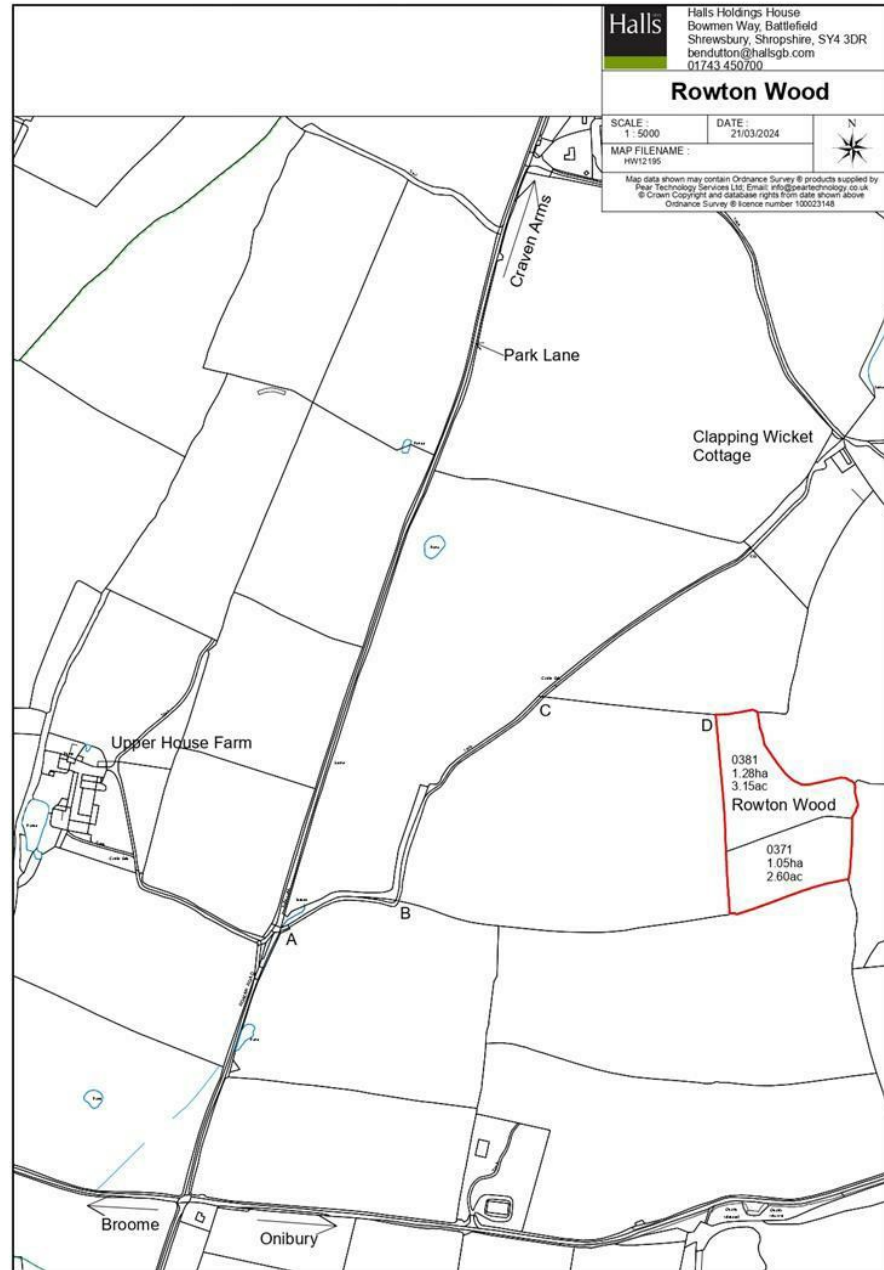 Halls
Halls Holdings House
Bowmen Way, Battlefield
Shrewsbury, Shropshire, SY4 3DR
bendutton@hallsgb.com
01743 450700
Rowton Wood
SCALE :
1 : 5000
DATE :
21/03/2024
N
MAP FILENAME :
HW12195
Map data shown may contain Ordnance Survey ® products supplied by
Pear Technology Services Ltd; Email: info@peartechnology.co.uk
© Crown Copyright and database rights from date shown above
Ordnance Survey ® licence number 100023148
Craven Arms
Park Lane
Clapping Wicket
Cottage
C
D
Upper House Farm
0381
1.28ha
3.15ac
Rowton Wood
0371
1.05ha
2.60ac
B
A
ROMAN ROAD
Broome
Onibury